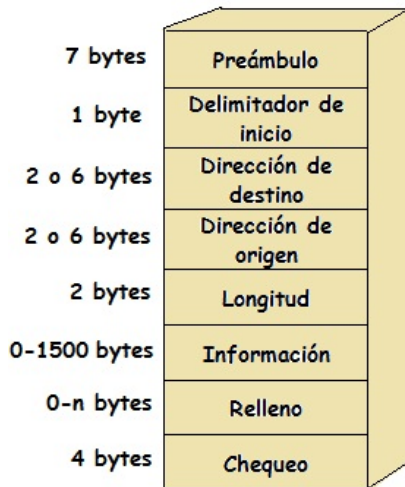 7 bytes
Preámbulo
1 byte
Delimitador de
inicio
2 o 6 bytes
Dirección de
destino
2 o 6 bytes
Dirección de
origen
2 bytes
Longitud
0-1500 bytes
Información
0-n bytes
Relleno
4 bytes
Chequeo